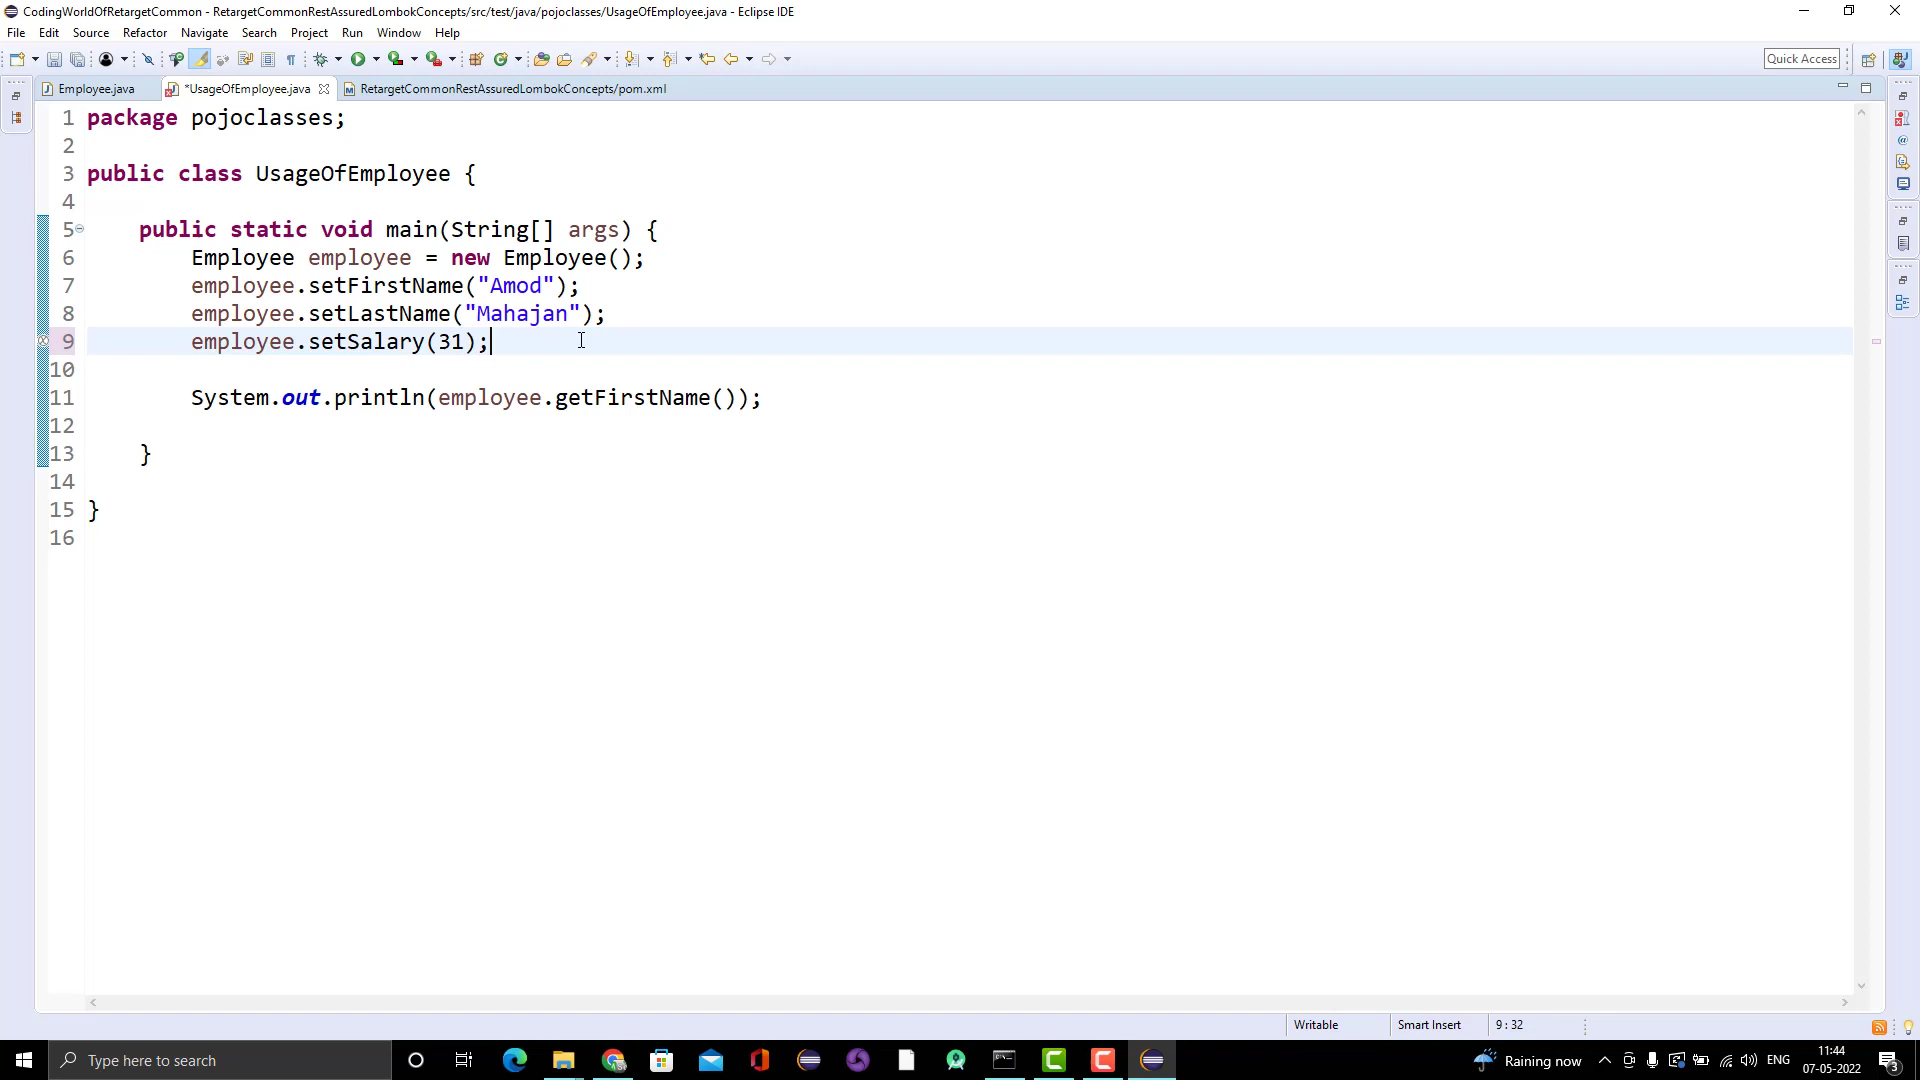 CodingWorldOfRetargetCommon - RetargetCommonRestAssuredLombokConcepts/src/test/java/pojoclasses/UsageOfEmployee.java - Eclipse IDE
File Edit Source Refactor Navigate Search Project Run Window Help
Quick Access
Employee.java *UsageOfEmployee.java RetargetCommonRestAssuredLombokConcepts/pom.xml
1 package pojoclasses;
2
3 public class UsageOfEmployee {
4
5 public static void main(String[] args) {
6 Employee employee = new Employee();
7 employee.setFirstName("Amod");
8 employee.setLastName("Mahajan");
9 employee.setSalary(31);
10
11 System.out.println(employee.getFirstName());
12
13 }
14
15 }
16
Writable Smart Insert 9 : 32
Type here to search Raining now ENG 11:44
07-05-2022 3